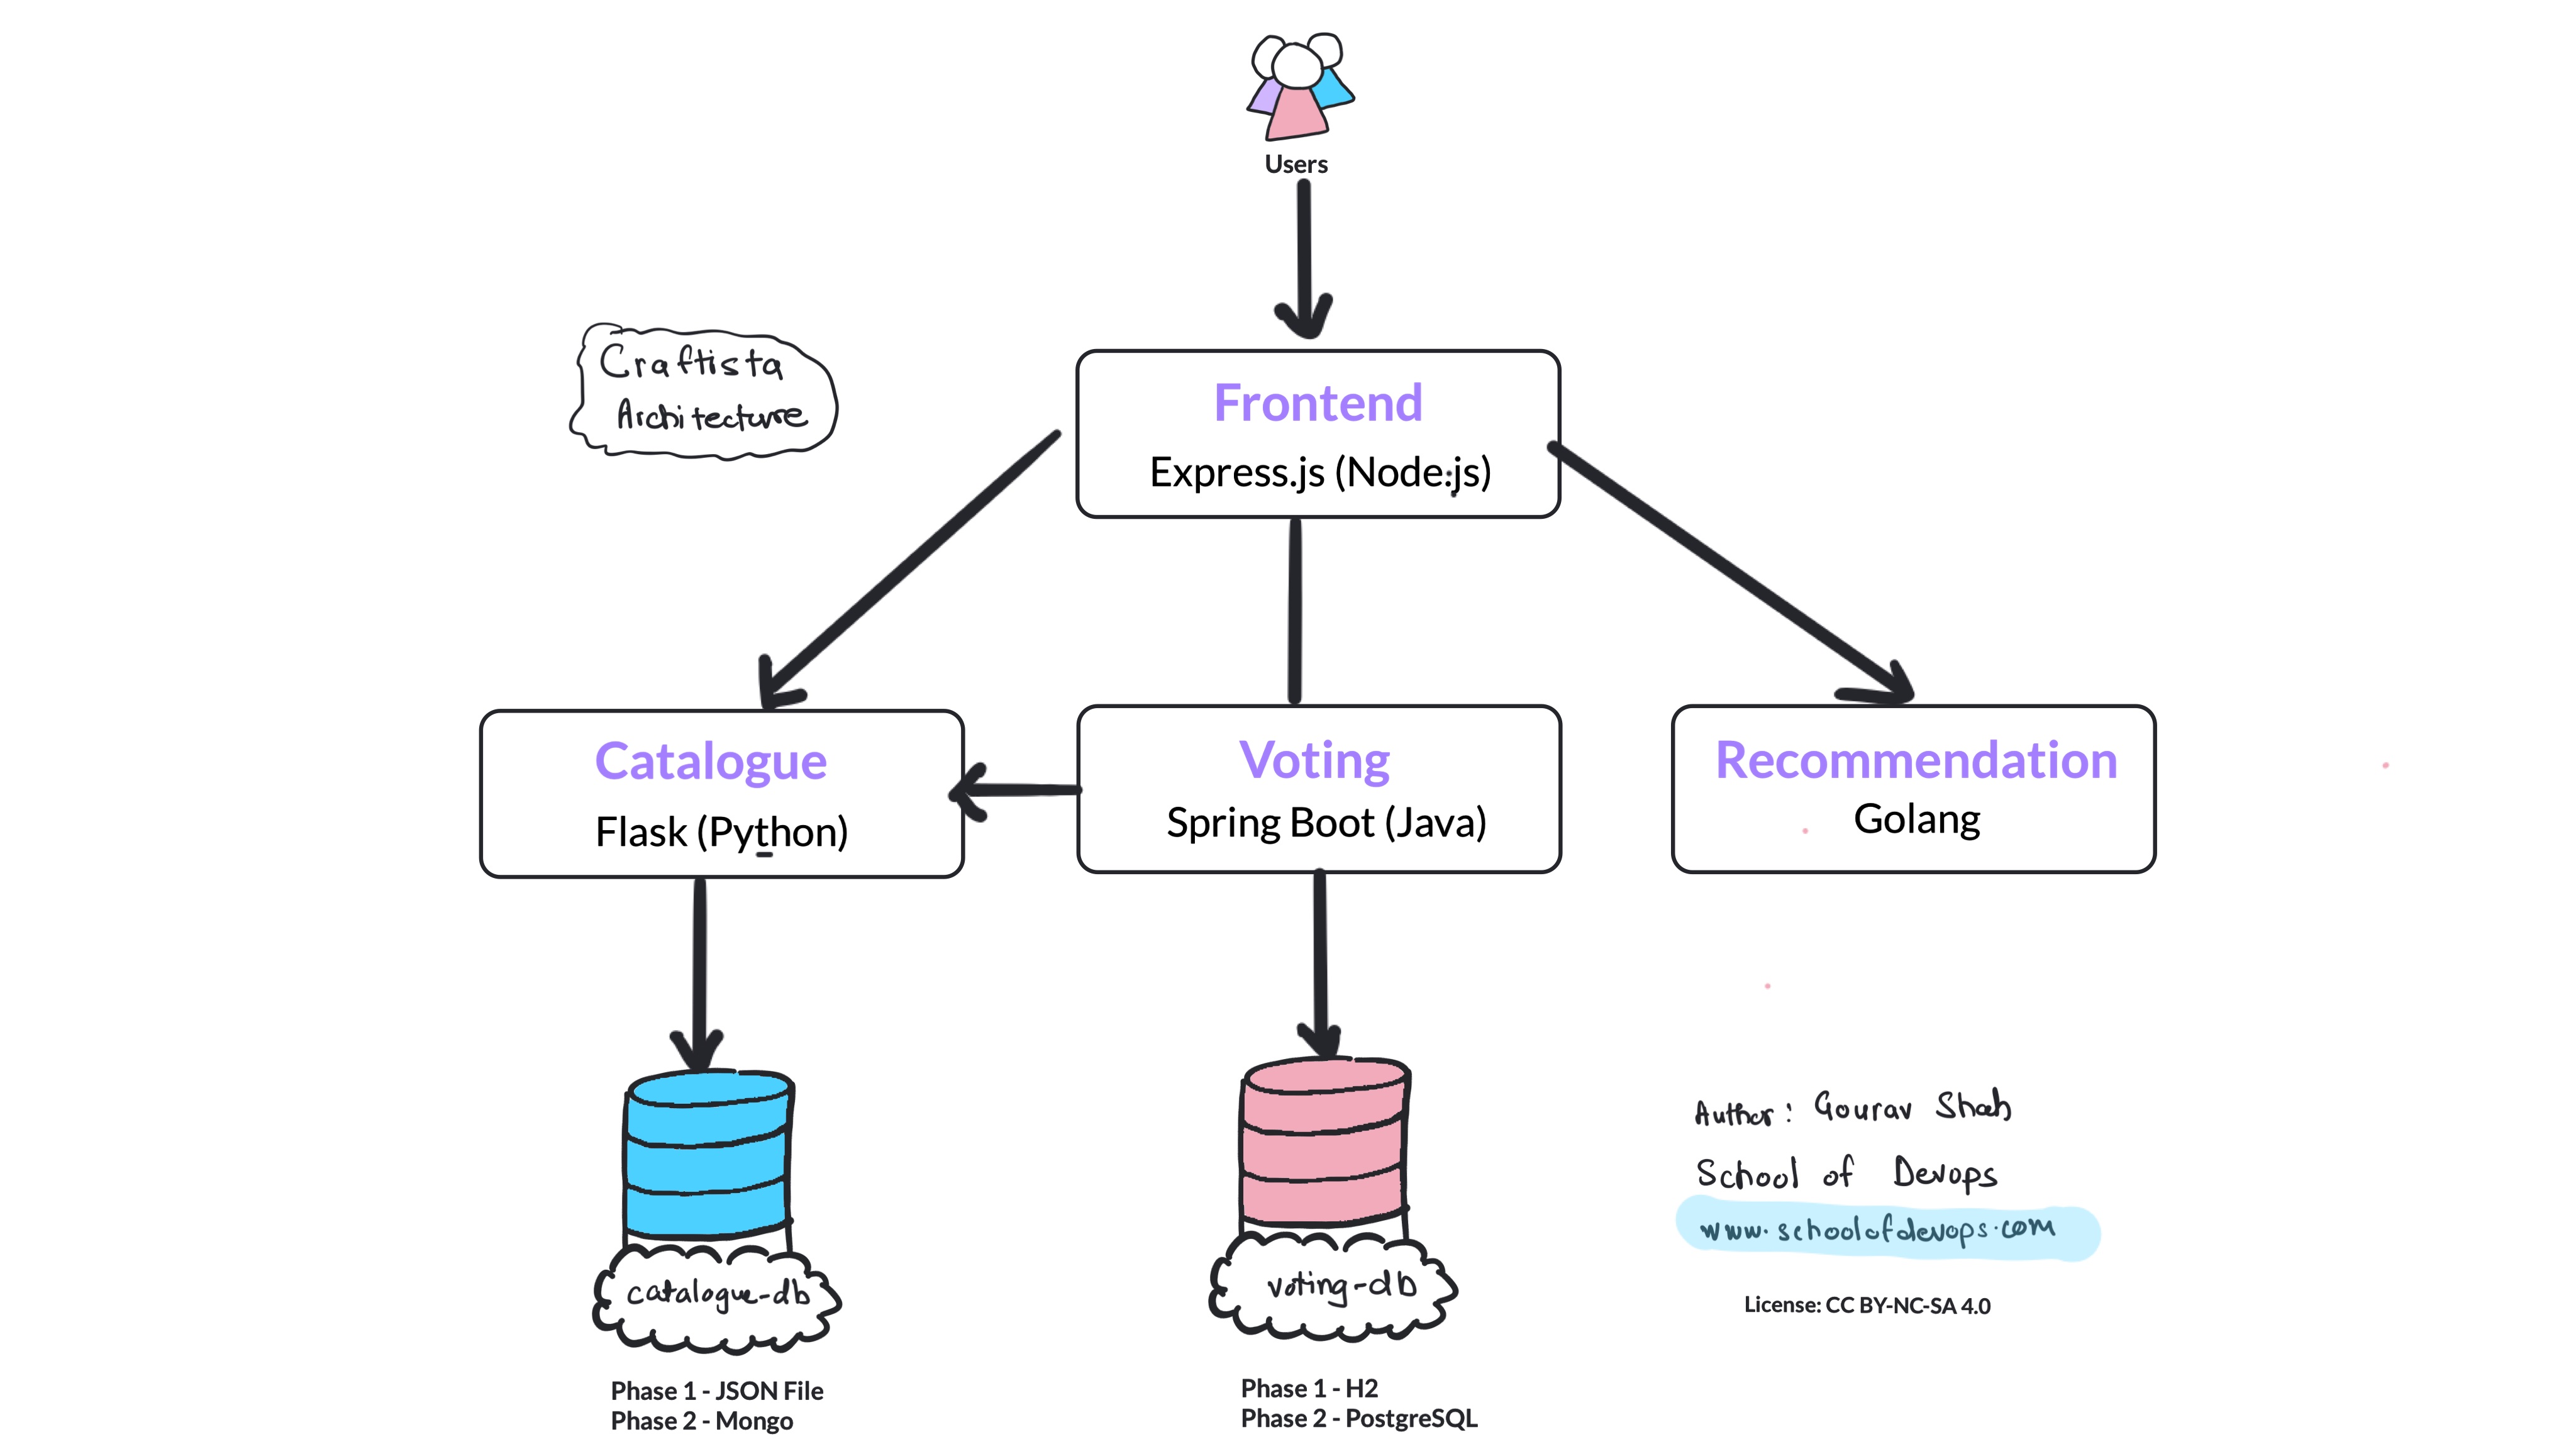 Users
Craftista
Architecture
Frontend
Express.js (Node.js)
Catalogue
Flask (Python)
Voting
Spring Boot (Java)
Recommendation
Golang
catalogue-db
Phase 1 - JSON File
Phase 2 - Mongo
voting-db
Phase 1 - H2
Phase 2 - PostgreSQL
Author: Gourav Shah
School of Devops
www.schoolofdevops.com
License: CC BY-NC-SA 4.0